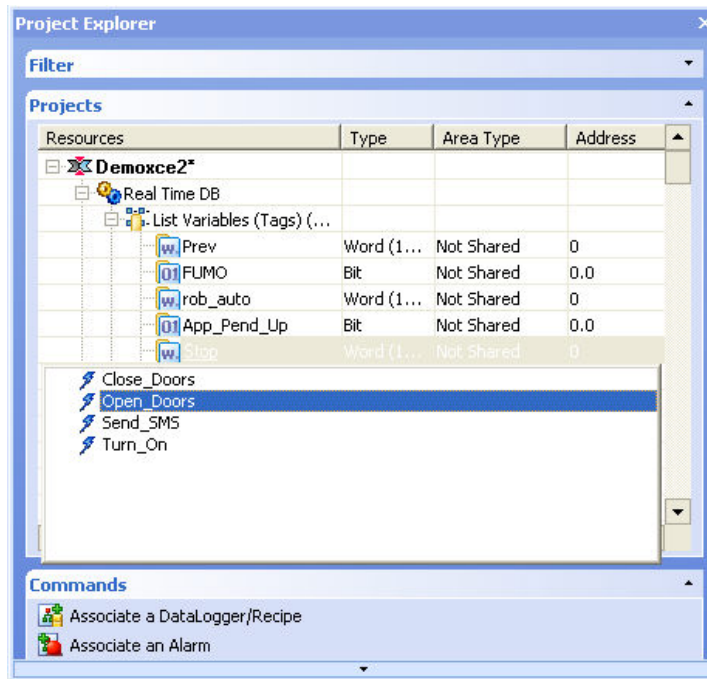 Project Explorer
Filter
Projects
Resources Type Area Type Address
Demoxce2*
Real Time DB
List Variables (Tags) (...
Prev Word (1... Not Shared 0
FUMO Bit Not Shared 0.0
rob_auto Word (1... Not Shared 0
App_Pend_Up Bit Not Shared 0.0
Stop Word (1... Not Shared 0
Close_Doors
Open_Doors
Send_SMS
Turn_On
Commands
Associate a DataLogger/Recipe
Associate an Alarm